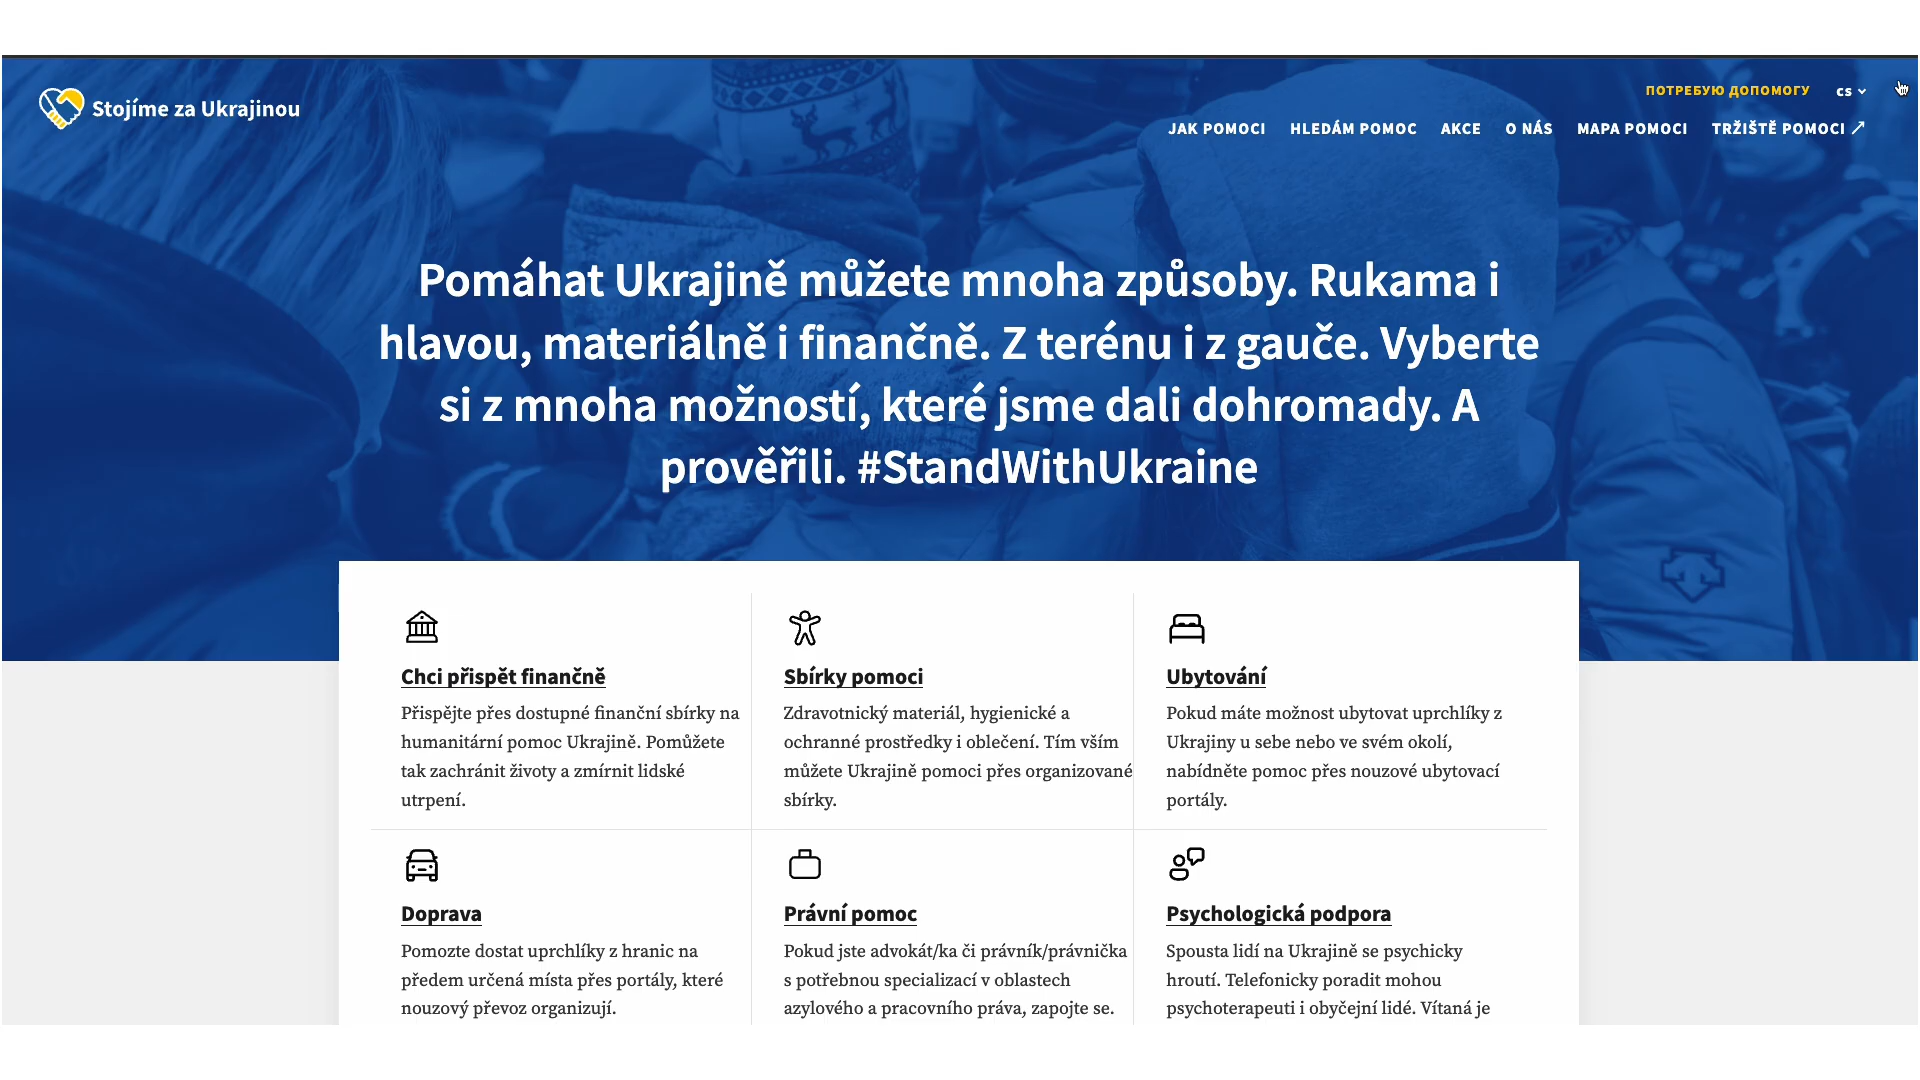 Stojíme za Ukrajinou
ПОТРЕБУЮ ДОПОМОГУ
cs
JAK POMOCI HLEDÁM POMOC AKCE O NÁS MAPA POMOCI TRŽIŠTĚ POMOCI
Pomáhat Ukrajině můžete mnoha způsoby. Rukama i
hlavou, materiálně i finančně. Z terénu i z gauče. Vyberte
si z mnoha možností, které jsme dali dohromady. A
prověřili. #StandWithUkraine
Chci přispět finančně
Přispějte přes dostupné finanční sbírky na
humanitární pomoc Ukrajině. Pomůžete
tak zachránit životy a zmírnit lidské
utrpení.
Sbírky pomoci
Zdravotnický materiál, hygienické a
ochranné prostředky i oblečení. Tím vším
můžete Ukrajině pomoci přes organizované
sbírky.
Ubytování
Pokud máte možnost ubytovat uprchlíky z
Ukrajiny u sebe nebo ve svém okolí,
nabídněte pomoc přes nouzové ubytovací
portály.
Doprava
Pomozte dostat uprchlíky z hranic na
předem určená místa přes portály, které
nouzový převoz organizují.
Právní pomoc
Pokud jste advokát/ka či právník/právnička
s potřebnou specializací v oblastech
azylového a pracovního práva, zapojte se.
Psychologická podpora
Spousta lidí na Ukrajině se psychicky
hroutí. Telefonicky poradit mohou
psychoterapeuti i obyčejní lidé. Vítaná je